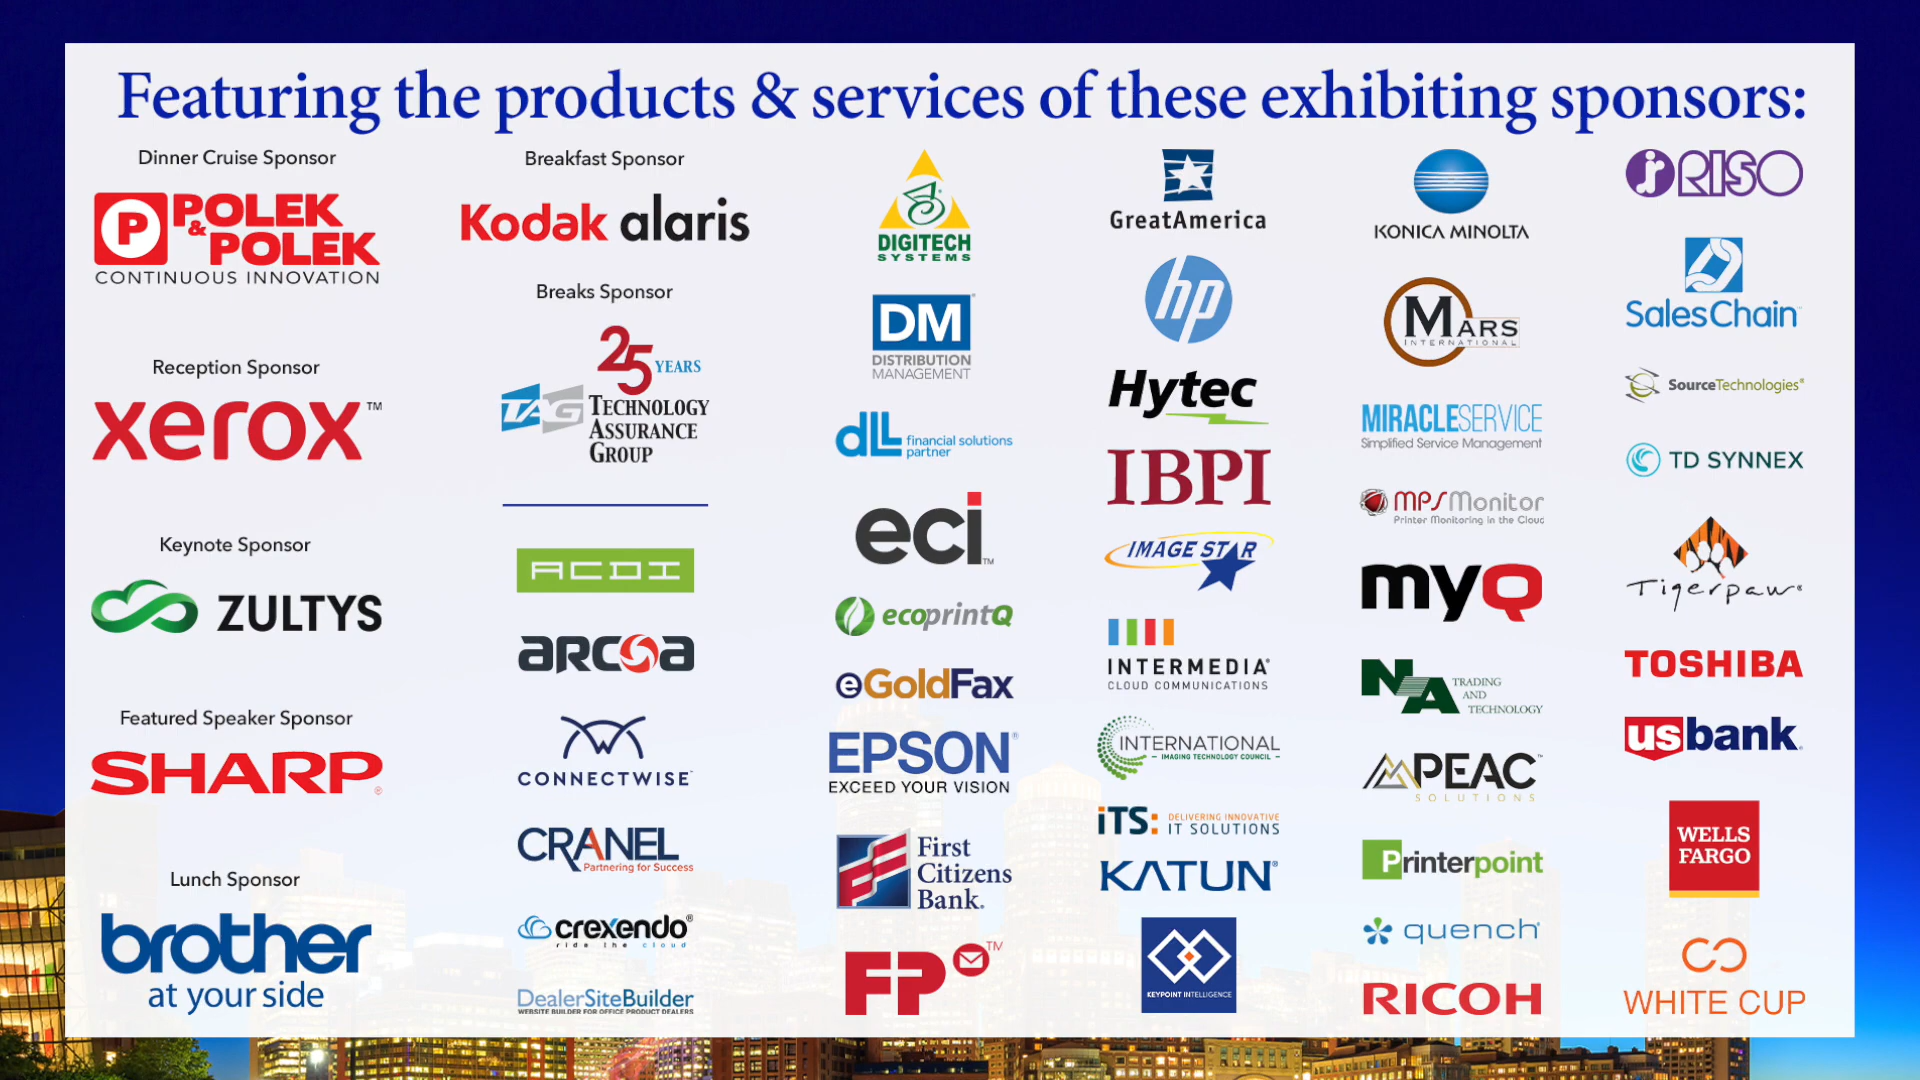 Featuring the products & services of these exhibiting sponsors:
Dinner Cruise Sponsor
P
POLEK
&
POLEK
CONTINUOUS INNOVATION
Reception Sponsor
xerox™
Keynote Sponsor
ZULTYS
Featured Speaker Sponsor
SHARP®
Lunch Sponsor
brother
at your side
Breakfast Sponsor
Kodak alaris
Breaks Sponsor
25 YEARS
TAG
TECHNOLOGY
ASSURANCE
GROUP
ACDI
ARCOA
CONNECTWISE
CRANEL
Partnering for Success
crexendo®
ride the cloud
DealerSiteBuilder
WEBSITE BUILDER FOR OFFICE PRODUCT DEALERS
DIGITECH
SYSTEMS
DM
DISTRIBUTION
MANAGEMENT
dLL financial solutions
partner
eci™
ecoprintQ
eGoldFax
EPSON®
EXCEED YOUR VISION
First
Citizens
Bank®
FP™
GreatAmerica
hp
Hytec
IBPI
IMAGE STAR
INTERMEDIA®
CLOUD COMMUNICATIONS
INTERNATIONAL
– IMAGING TECHNOLOGY COUNCIL –
iTS: DELIVERING INNOVATIVE
IT SOLUTIONS
KATUN®
KEYPOINT INTELLIGENCE
KONICA MINOLTA
MARS
INTERNATIONAL
MIRACLESERVICE
Simplified Service Management
MPS Monitor
Printer Monitoring in the Cloud
myQ
NA TRADING
AND
TECHNOLOGY
PEAC™
SOLUTIONS
Printerpoint
quench®
RICOH
RISO
SalesChain
SourceTechnologies®
TD SYNNEX
Tigerpaw®
TOSHIBA
usbank®
WELLS
FARGO
WHITE CUP